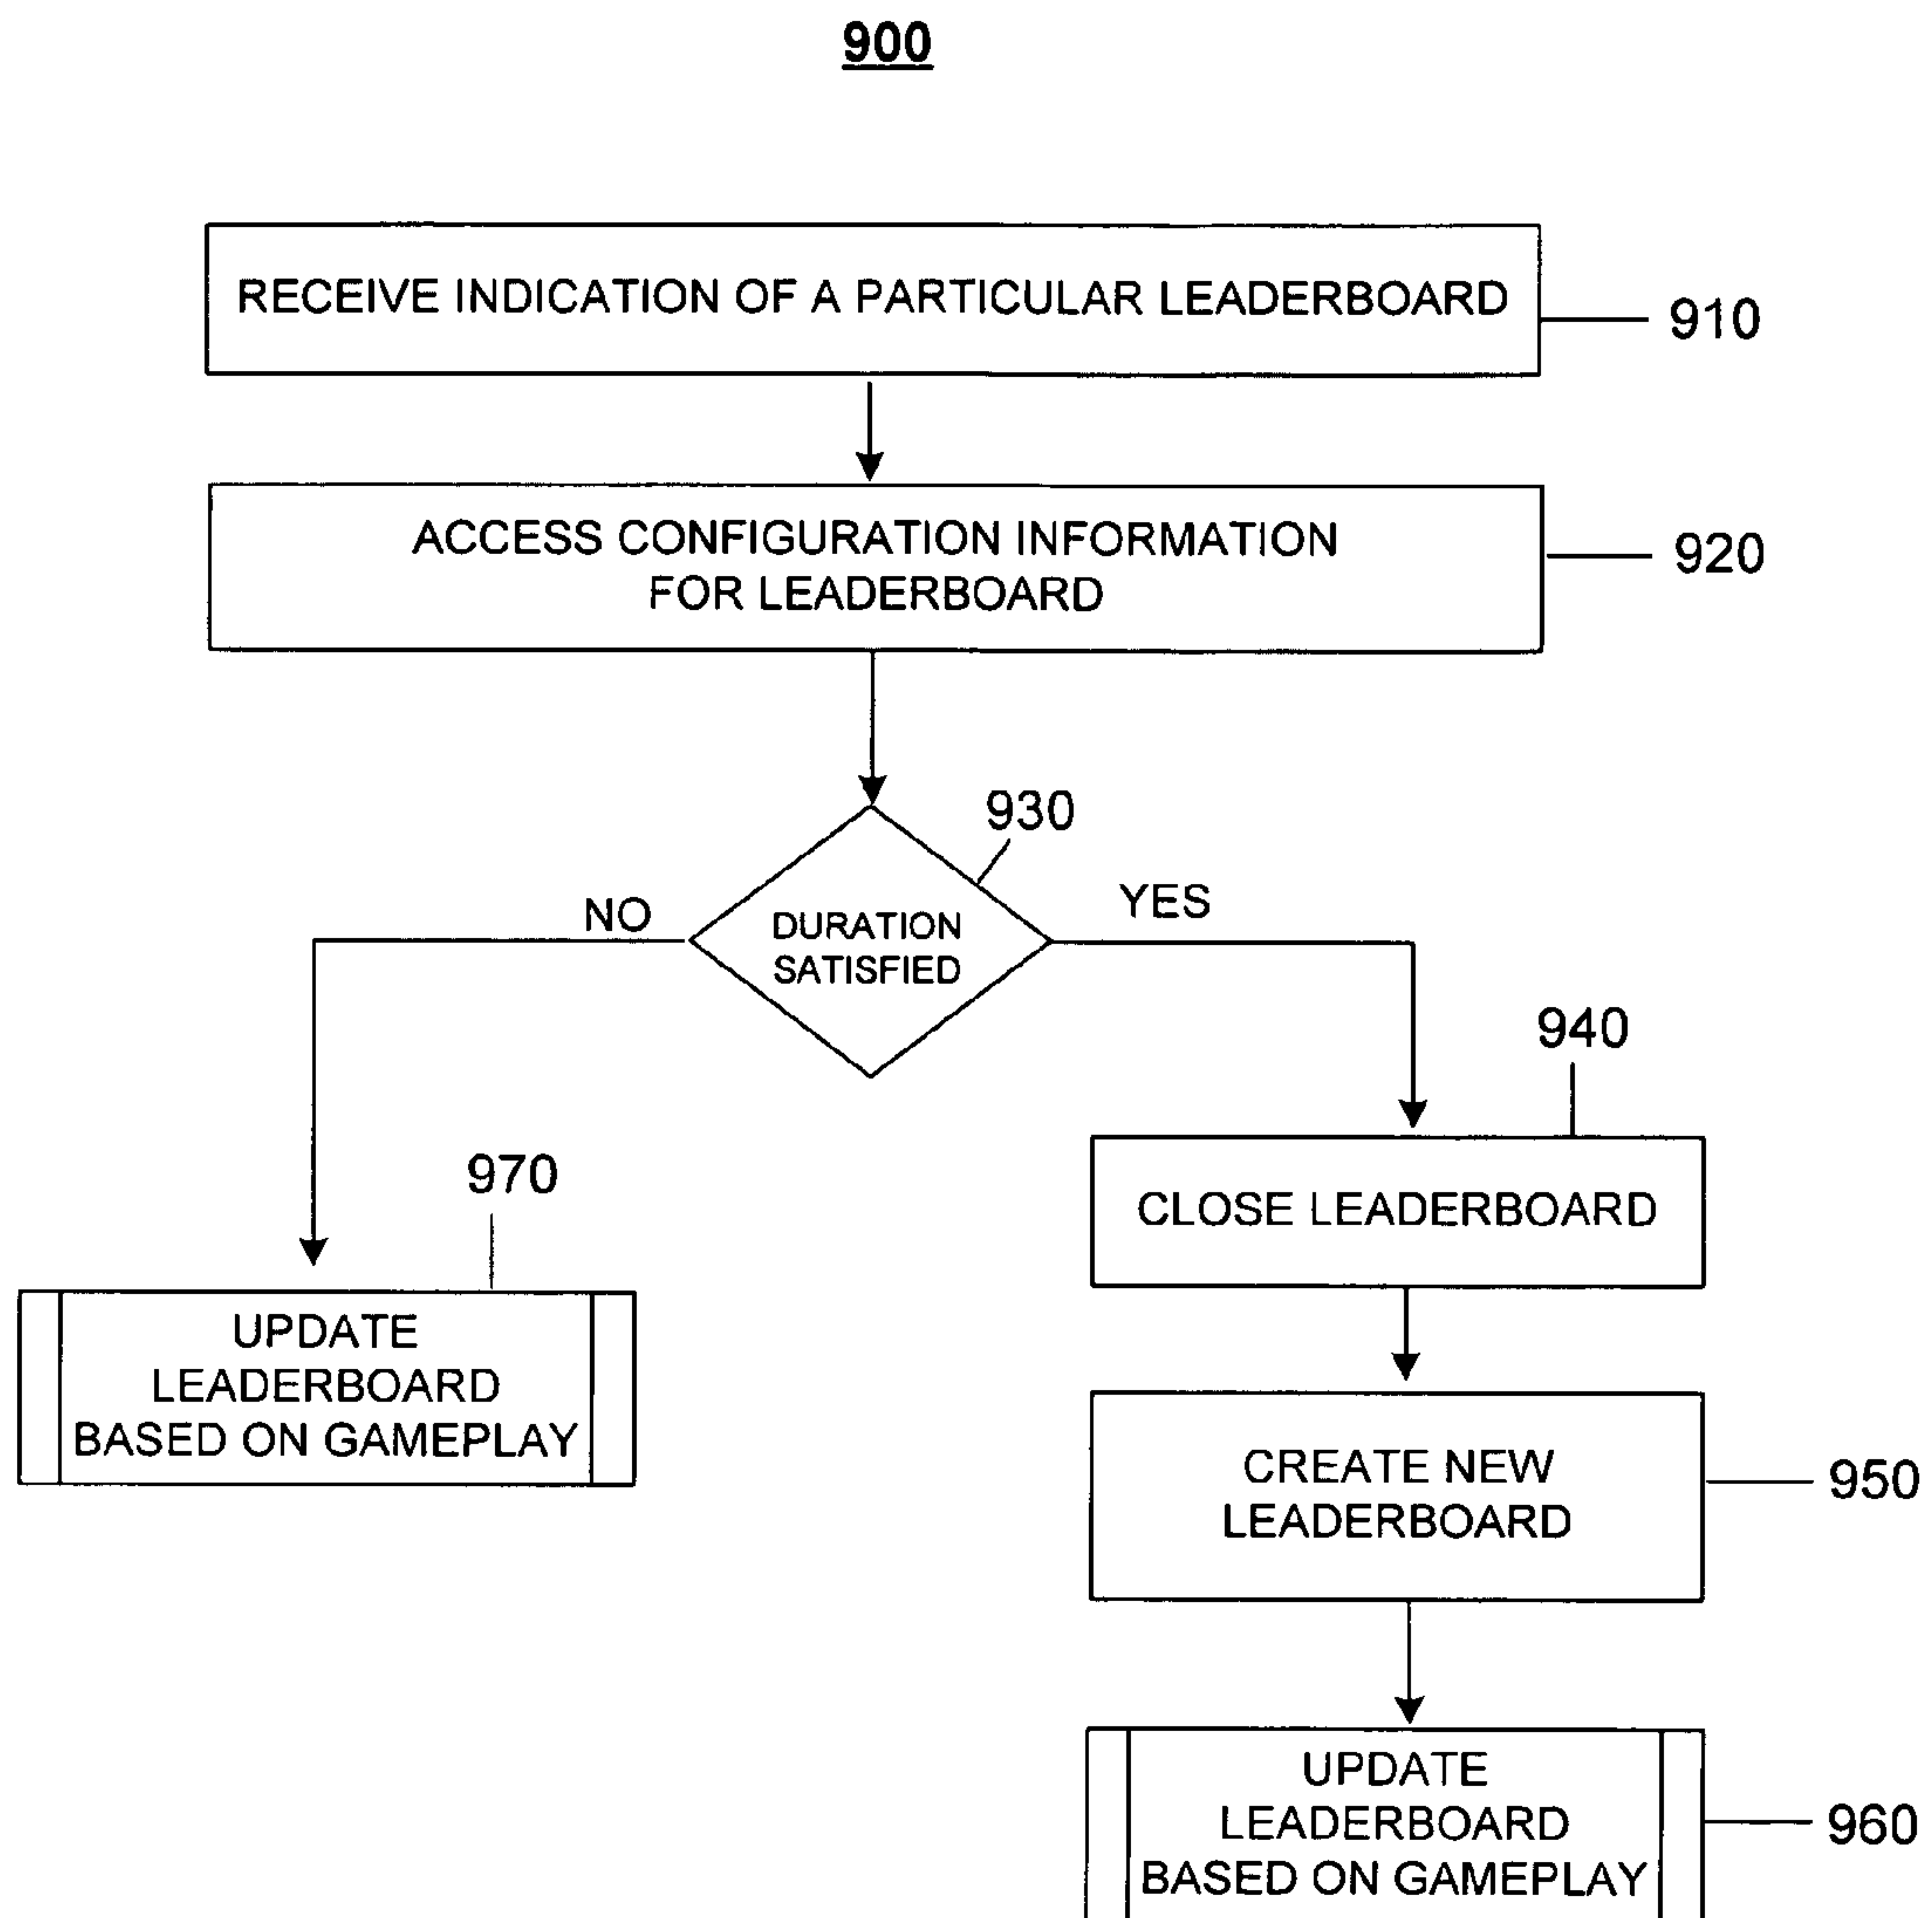 900
RECEIVE INDICATION OF A PARTICULAR LEADERBOARD
910
ACCESS CONFIGURATION INFORMATION
FOR LEADERBOARD
920
930
NO
YES
DURATION
SATISFIED
940
CLOSE LEADERBOARD
970
UPDATE
LEADERBOARD
BASED ON GAMEPLAY
CREATE NEW
LEADERBOARD
950
UPDATE
LEADERBOARD
BASED ON GAMEPLAY
960